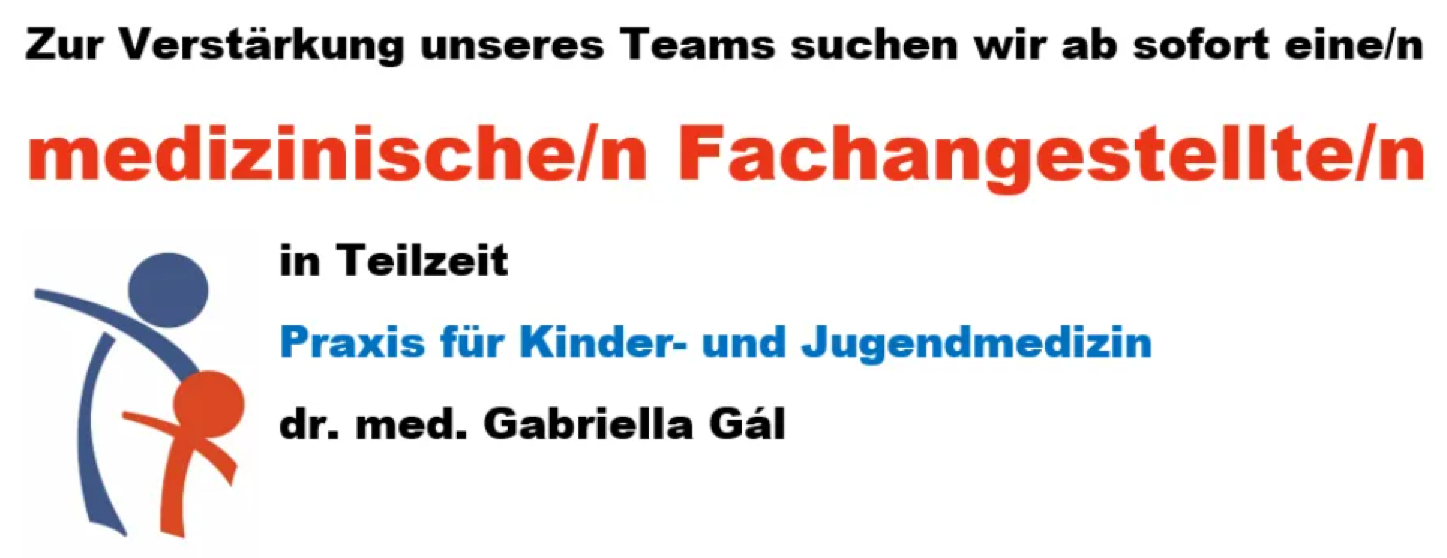 Zur Verstärkung unseres Teams suchen wir ab sofort eine/n
medizinische/n Fachangestellte/n
in Teilzeit
Praxis für Kinder- und Jugendmedizin
dr. med. Gabriella Gál